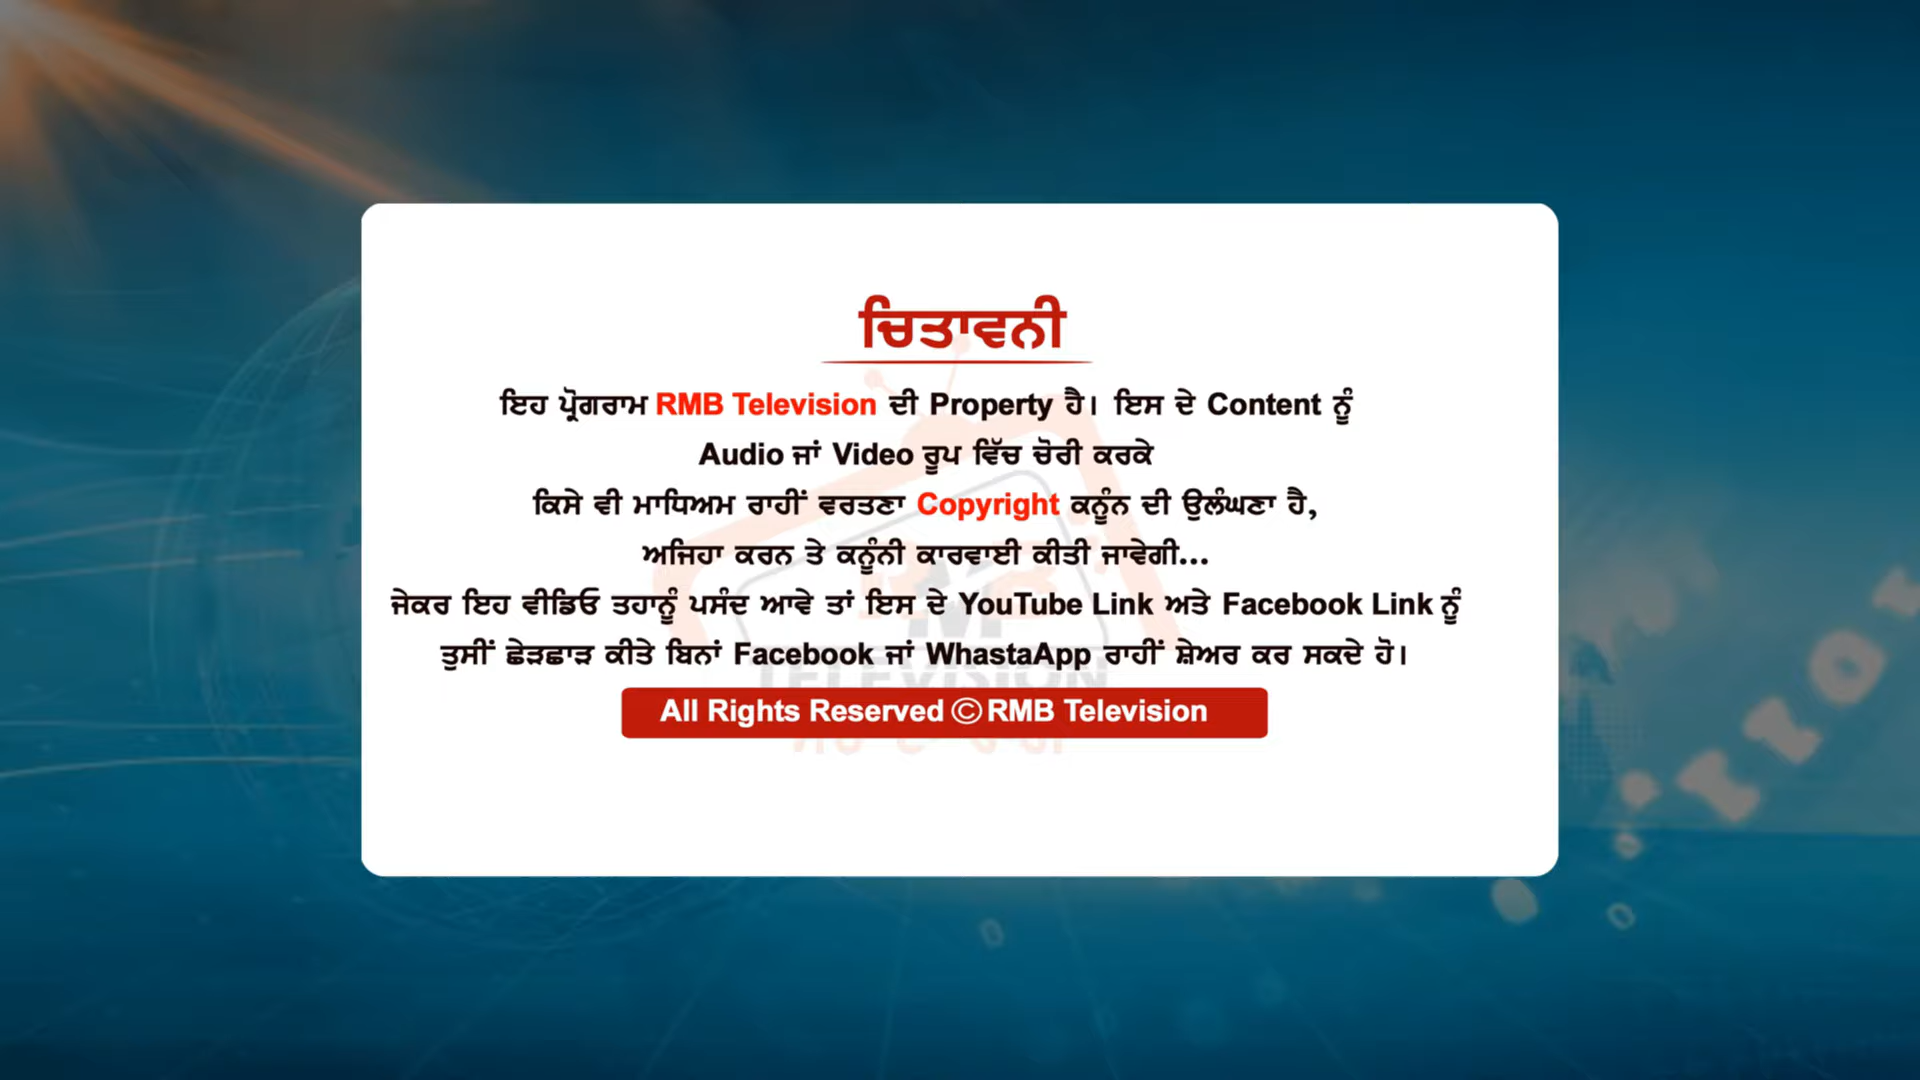 ਚਿਤਾਵਨੀ
ਇਹ ਪ੍ਰੋਗਰਾਮ RMB Television ਦੀ Property ਹੈ। ਇਸ ਦੇ Content ਨੂੰ
Audio ਜਾਂ Video ਰੂਪ ਵਿੱਚ ਚੋਰੀ ਕਰਕੇ
ਕਿਸੇ ਵੀ ਮਾਧਿਅਮ ਰਾਹੀਂ ਵਰਤਣਾ Copyright ਕਨੂੰਨ ਦੀ ਉਲੰਘਣਾ ਹੈ,
ਅਜਿਹਾ ਕਰਨ ਤੇ ਕਨੂੰਨੀ ਕਾਰਵਾਈ ਕੀਤੀ ਜਾਵੇਗੀ...
ਜੇਕਰ ਇਹ ਵੀਡਿਓ ਤਹਾਨੂੰ ਪਸੰਦ ਆਵੇ ਤਾਂ ਇਸ ਦੇ YouTube Link ਅਤੇ Facebook Link ਨੂੰ
ਤੁਸੀਂ ਛੇੜਛਾੜ ਕੀਤੇ ਬਿਨਾਂ Facebook ਜਾਂ WhastaApp ਰਾਹੀਂ ਸ਼ੇਅਰ ਕਰ ਸਕਦੇ ਹੋ।
TELEVISION
All Rights Reserved © RMB Television